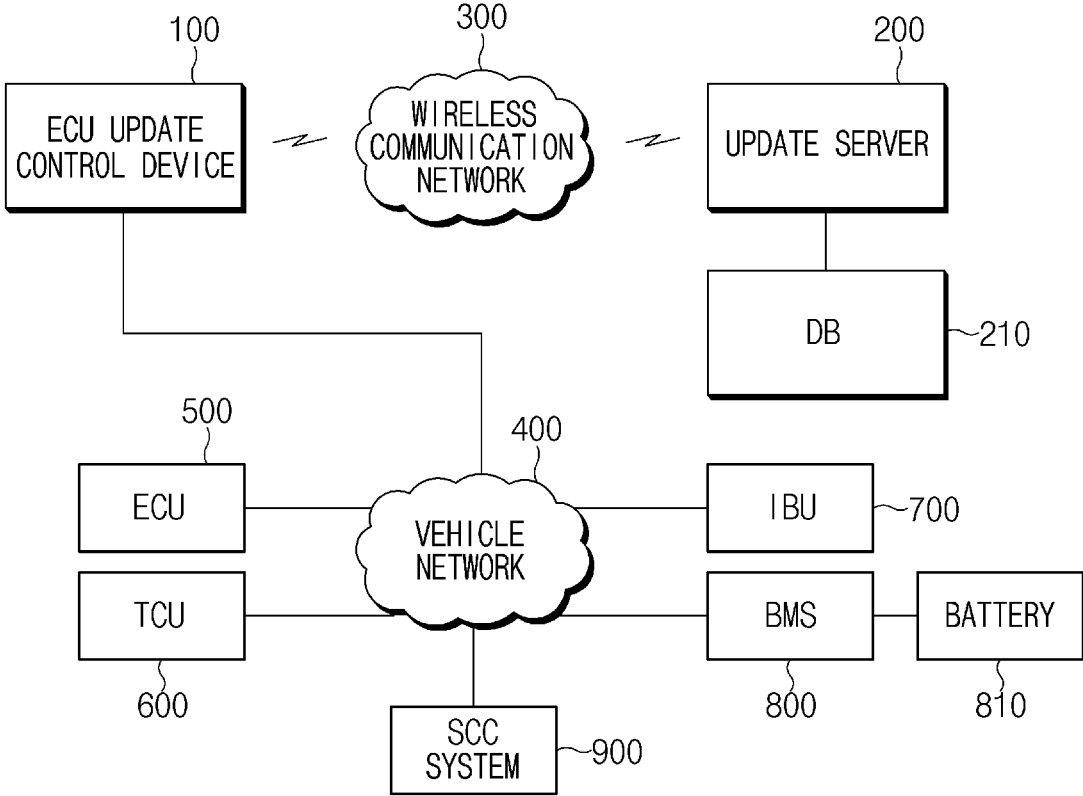 100
300
200
ECU UPDATE
CONTROL DEVICE
WIRELESS
COMMUNICATION
NETWORK
UPDATE SERVER
DB
210
500
400
ECU
VEHICLE
NETWORK
IBU
700
TCU
BMS
BATTERY
600
800
810
SCC
SYSTEM
900